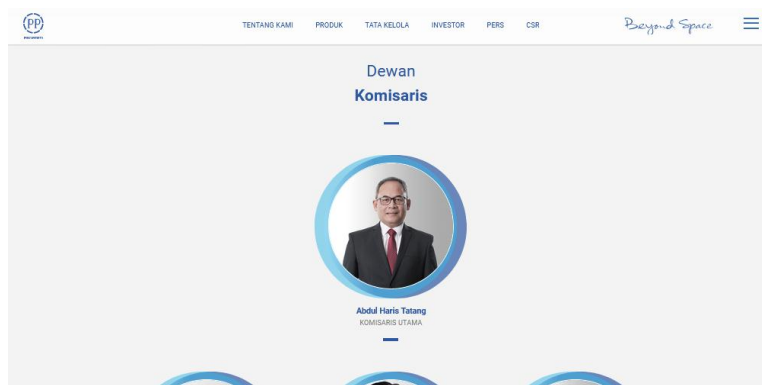 PP
TENTANG KAMI PRODUK TATA KELOLA INVESTOR PERS CSR
Beyond Space
Dewan
Komisaris
Abdul Haris Tatang
KOMISARIS UTAMA